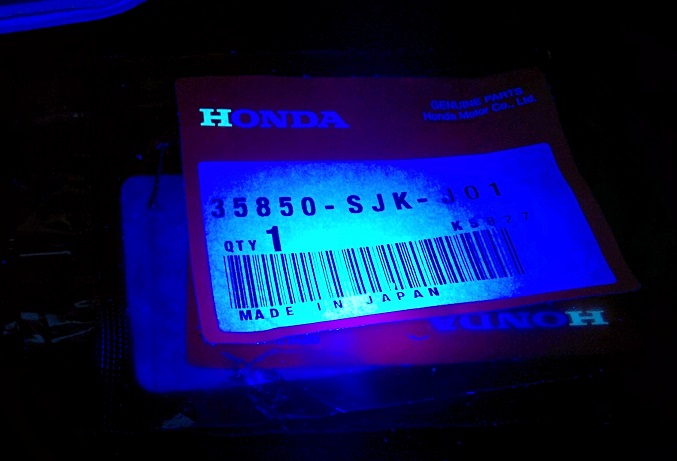 HONDA
GENUINE PARTS
Honda Motor Co., Ltd.
35850-SJK-J01
QTY 1
MADE IN JAPAN
HONDA